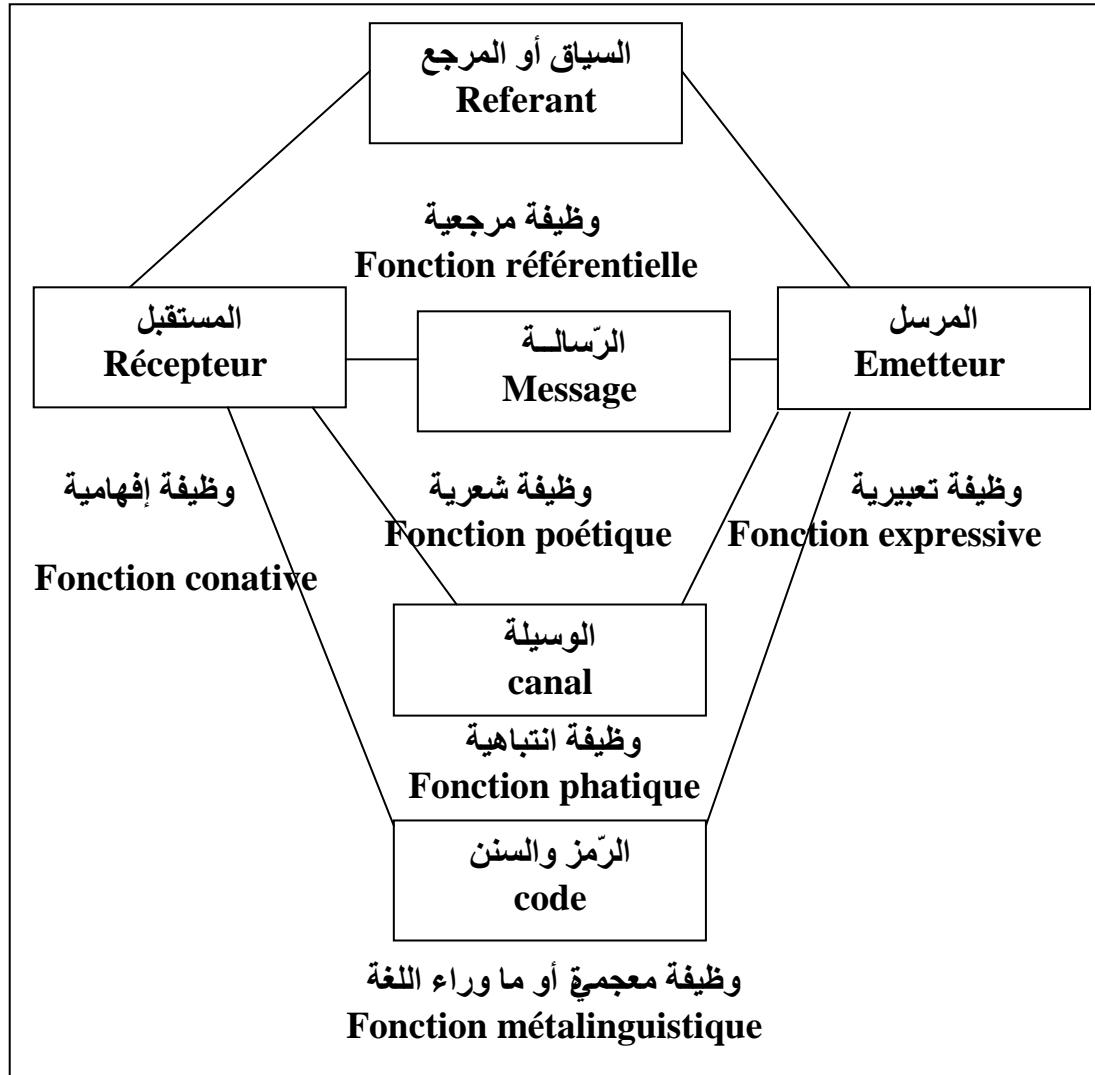 السياق أو المرجع
Referant
وظيفة مرجعية
Fonction référentielle
المرسل
Emetteur
الرّسالــة
Message
المستقبل
Récepteur
وظيفة تعبيرية
Fonction expressive
وظيفة شعرية
Fonction poétique
وظيفة إفهامية
Fonction conative
الوسيلة
canal
وظيفة انتباهية
Fonction phatique
الرّمز والسنن
code
وظيفة معجمية أو ما وراء اللغة
Fonction métalinguistique